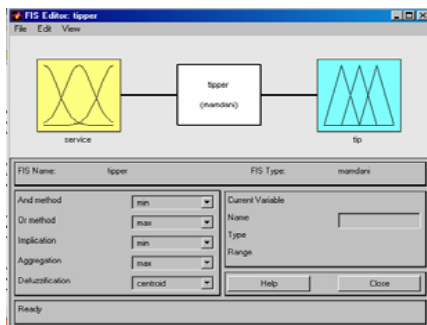 FIS Editor: tipper
File Edit View
tipper
(mamdani)
service
tip
FIS Name: tipper FIS Type: mamdani
And method min
Or method max
Implication min
Aggregation max
Defuzzification centroid
Current Variable
Name
Type
Range
Help Close
Ready